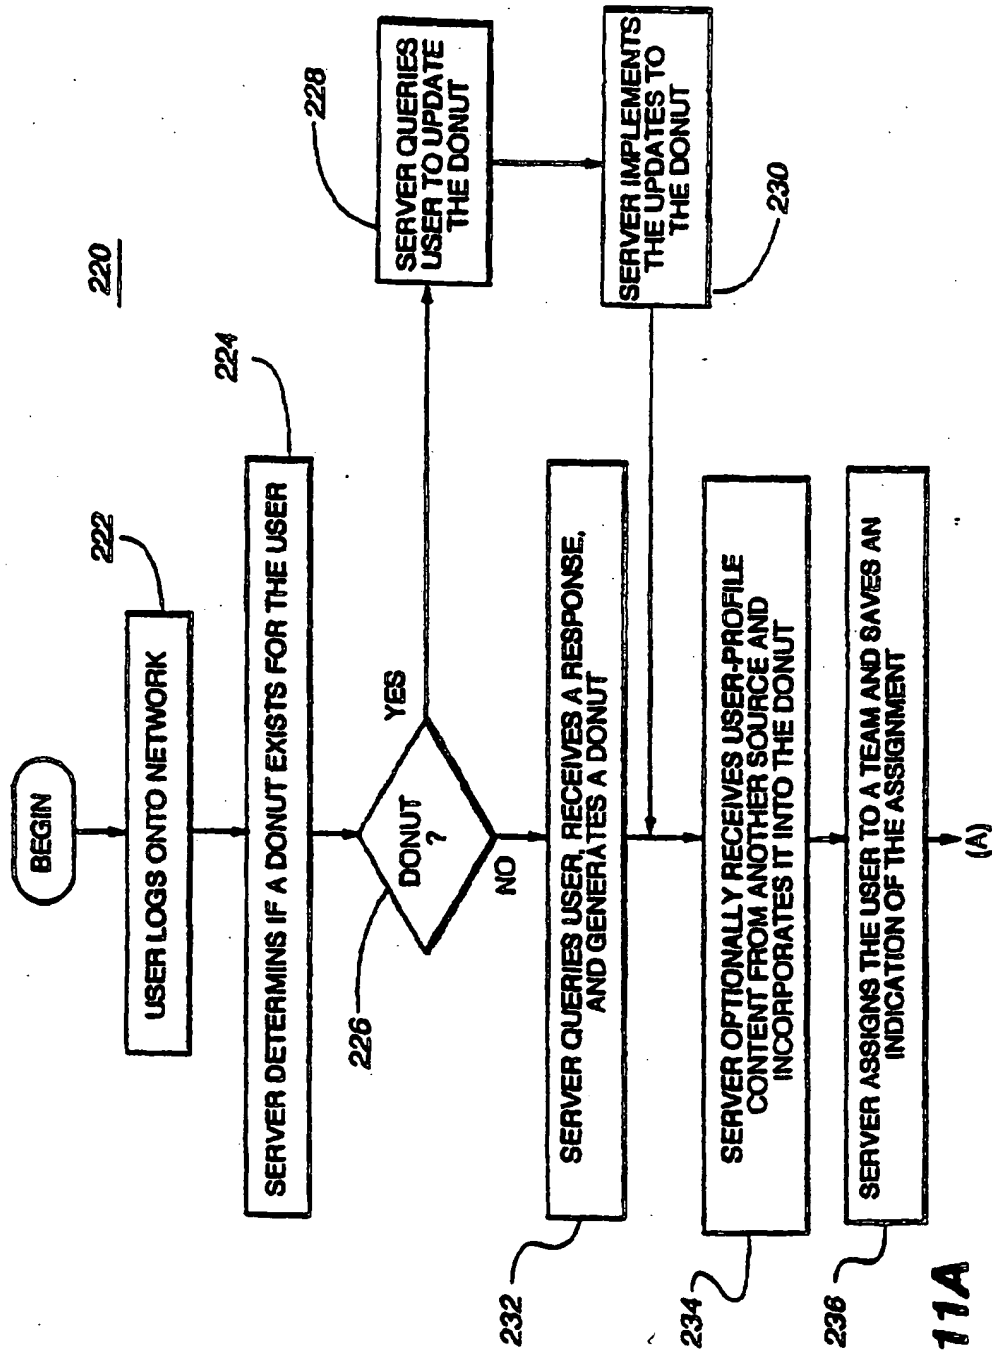 220
BEGIN
222
USER LOGS ONTO NETWORK
224
SERVER DETERMINS IF A DONUT EXISTS FOR THE USER
226
DONUT
?
YES
NO
228
SERVER QUERIES
USER TO UPDATE
THE DONUT
SERVER IMPLEMENTS
THE UPDATES TO
THE DONUT
230
232
SERVER QUERIES USER, RECEIVES A RESPONSE,
AND GENERATES A DONUT
234
SERVER OPTIONALLY RECEIVES USER-PROFILE
CONTENT FROM ANOTHER SOURCE AND
INCORPORATES IT INTO THE DONUT
236
SERVER ASSIGNS THE USER TO A TEAM AND SAVES AN
INDICATION OF THE ASSIGNMENT
(A)
11A